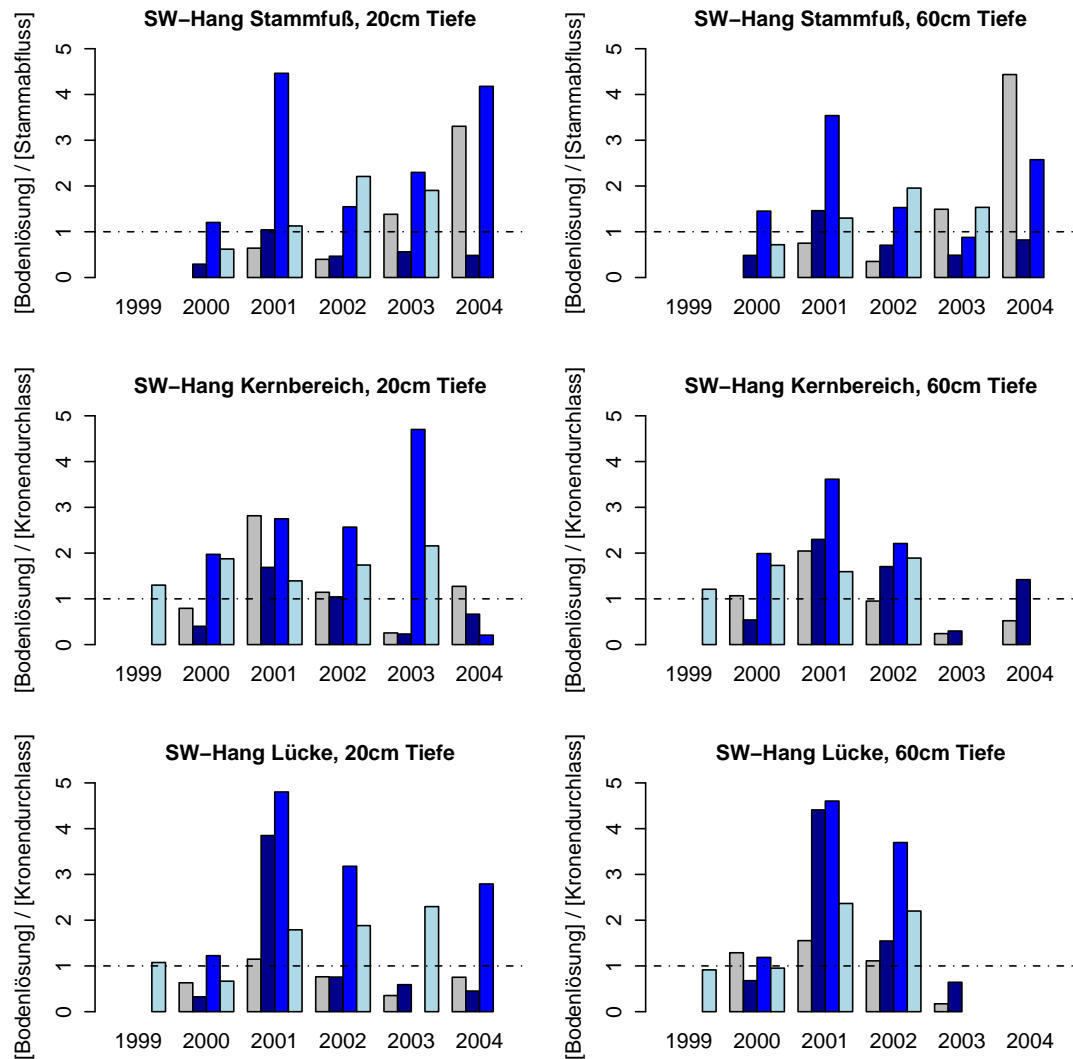 SW−Hang Stammfuß, 20cm Tiefe
[Bodenlösung] / [Stammabfluss]
5
4
3
2
1
0
1999 2000 2001 2002 2003 2004
SW−Hang Stammfuß, 60cm Tiefe
[Bodenlösung] / [Stammabfluss]
5
4
3
2
1
0
1999 2000 2001 2002 2003 2004
SW−Hang Kernbereich, 20cm Tiefe
[Bodenlösung] / [Kronendurchlass]
5
4
3
2
1
0
1999 2000 2001 2002 2003 2004
SW−Hang Kernbereich, 60cm Tiefe
[Bodenlösung] / [Kronendurchlass]
5
4
3
2
1
0
1999 2000 2001 2002 2003 2004
SW−Hang Lücke, 20cm Tiefe
[Bodenlösung] / [Kronendurchlass]
5
4
3
2
1
0
1999 2000 2001 2002 2003 2004
SW−Hang Lücke, 60cm Tiefe
[Bodenlösung] / [Kronendurchlass]
5
4
3
2
1
0
1999 2000 2001 2002 2003 2004